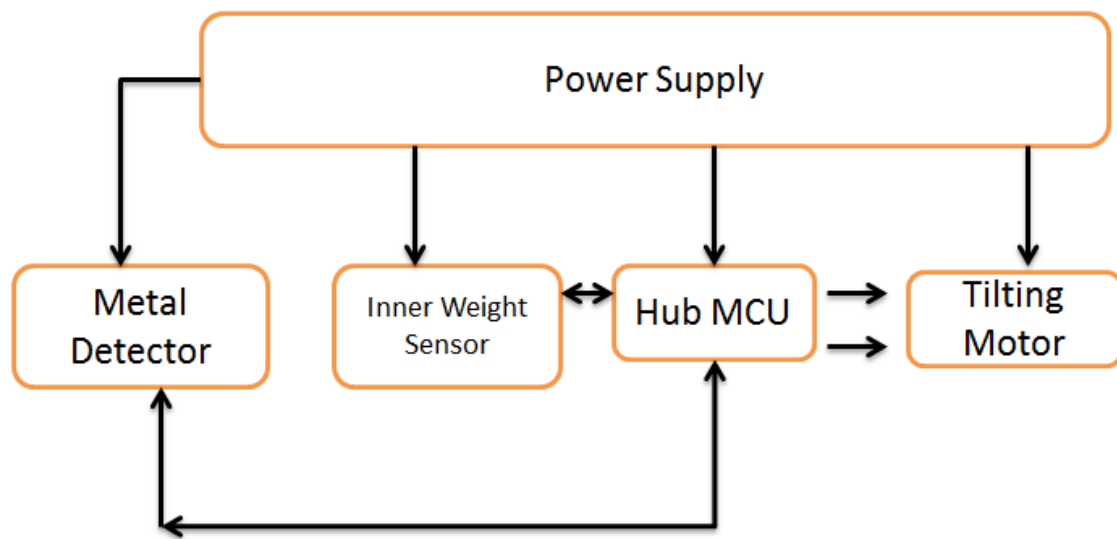 Power Supply
Metal
Detector
Inner Weight
Sensor
Hub MCU
Tilting
Motor